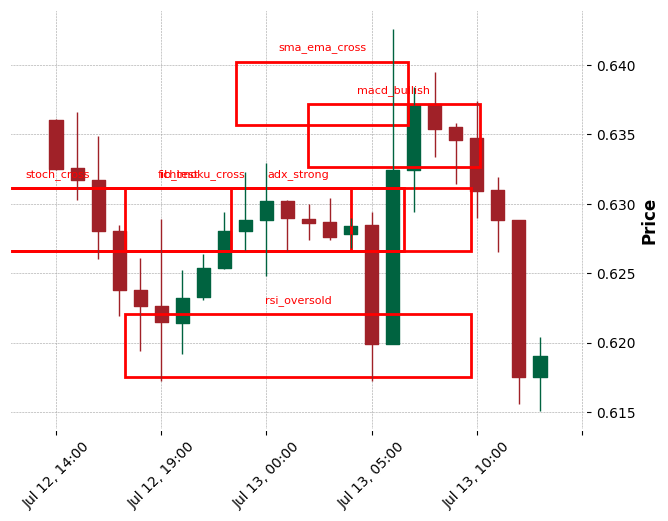 sma_ema_cross
0.640
macd_bullish
0.635
stoch_cross
ichimoku_cross
adx_strong
0.630
Price
0.625
rsi_oversold
0.620
0.615
Jul 12, 14:00
Jul 12, 19:00
Jul 13, 00:00
Jul 13, 05:00
Jul 13, 10:00